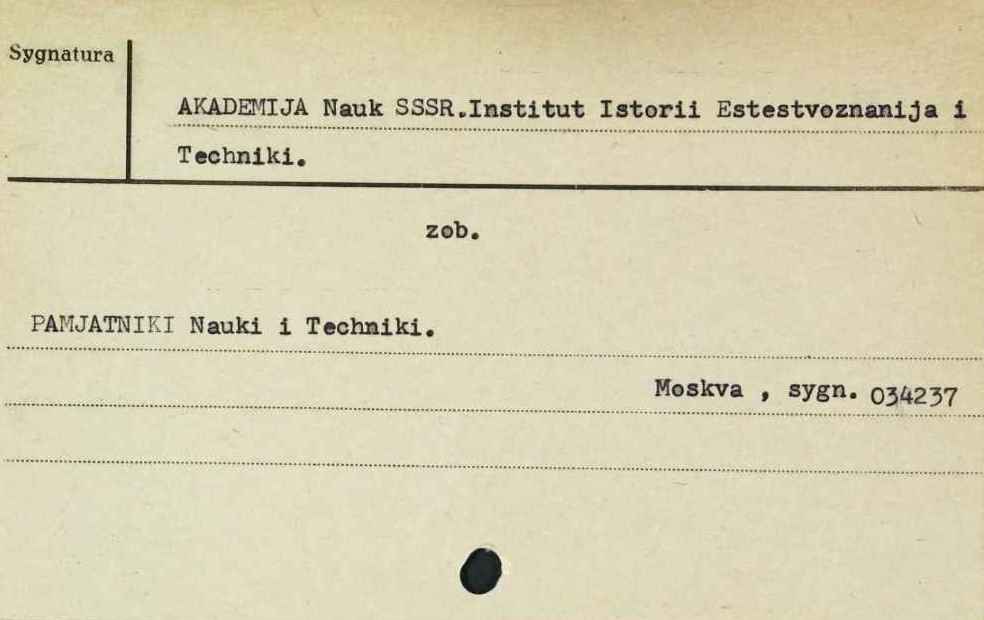 Sygnatura
AKADEMIJA Nauk SSSR.Institut Istorii Estestvoznanija i
Techniki.
zob.
PAMJATNIKI Nauki i Techniki.
Moskva , sygn. 034237